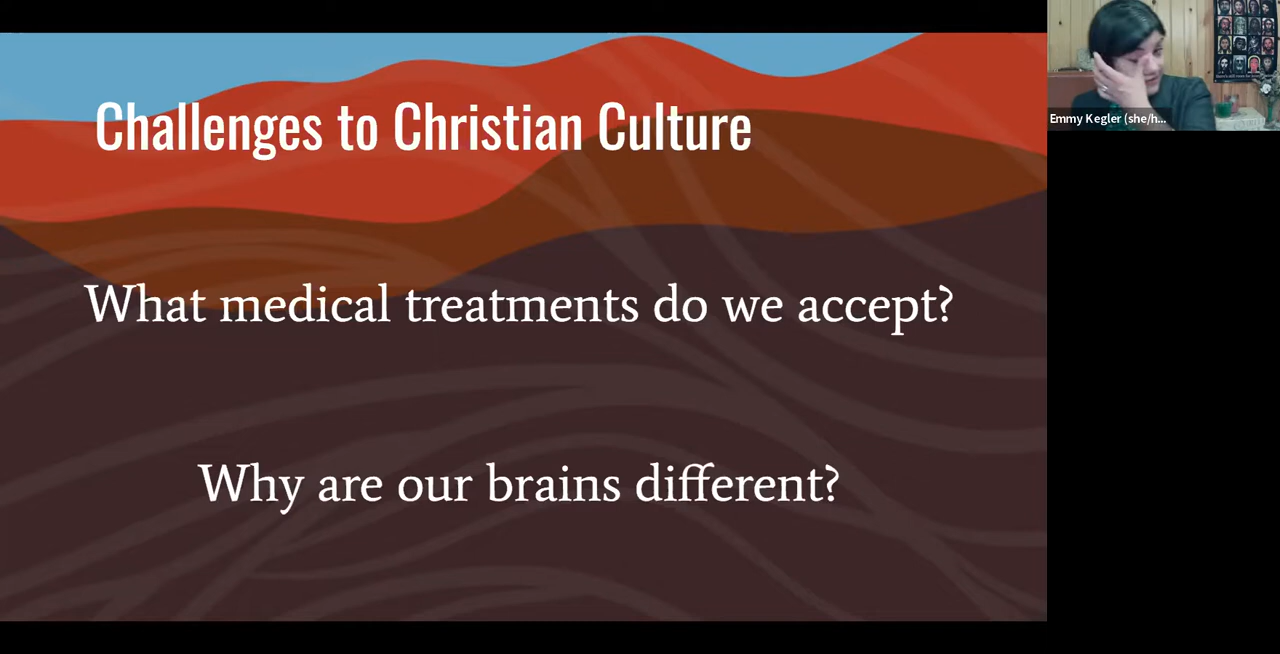 Challenges to Christian Culture
What medical treatments do we accept?
Why are our brains different?
Emmy Kegler (she/h...